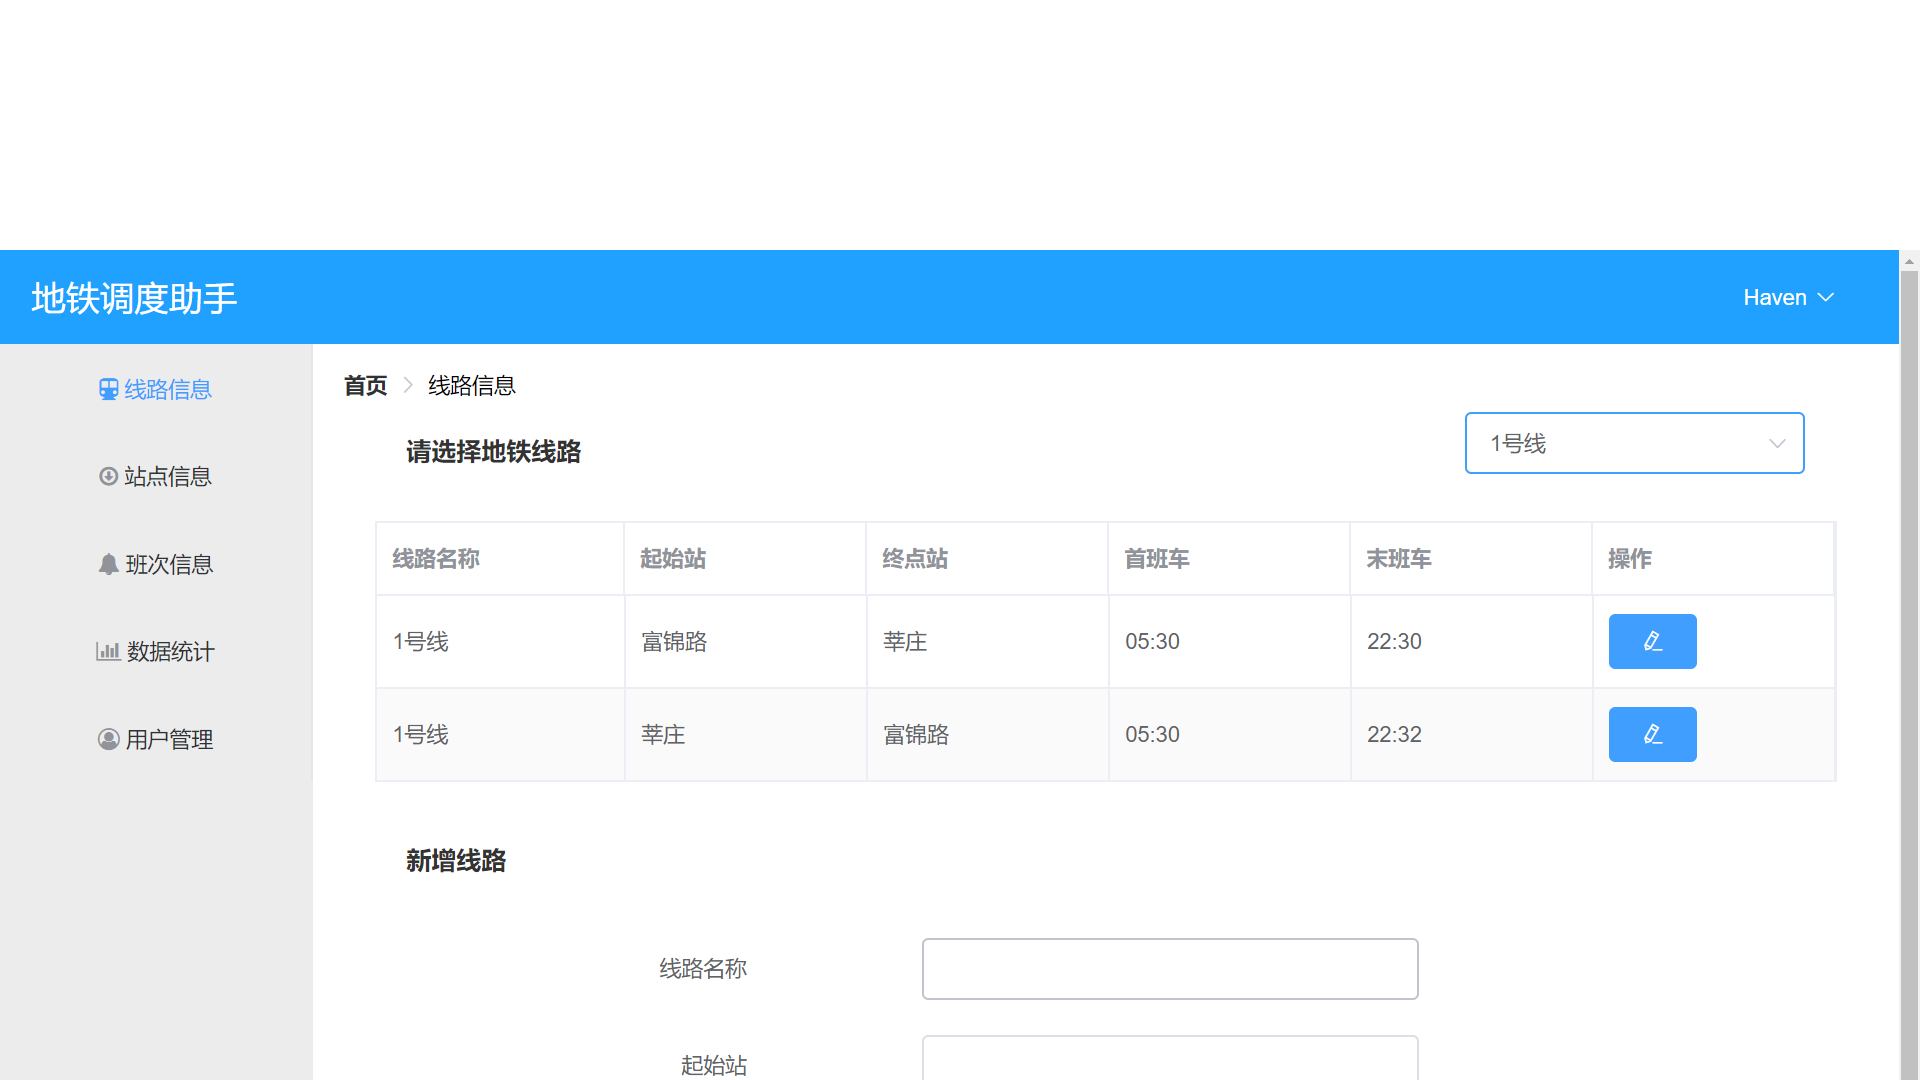 地铁调度助手
Haven
线路信息
站点信息
班次信息
数据统计
用户管理
首页 线路信息
请选择地铁线路
1号线
线路名称 起始站 终点站 首班车 末班车 操作
1号线 富锦路 莘庄 05:30 22:30
1号线 莘庄 富锦路 05:30 22:32
新增线路
线路名称
起始站